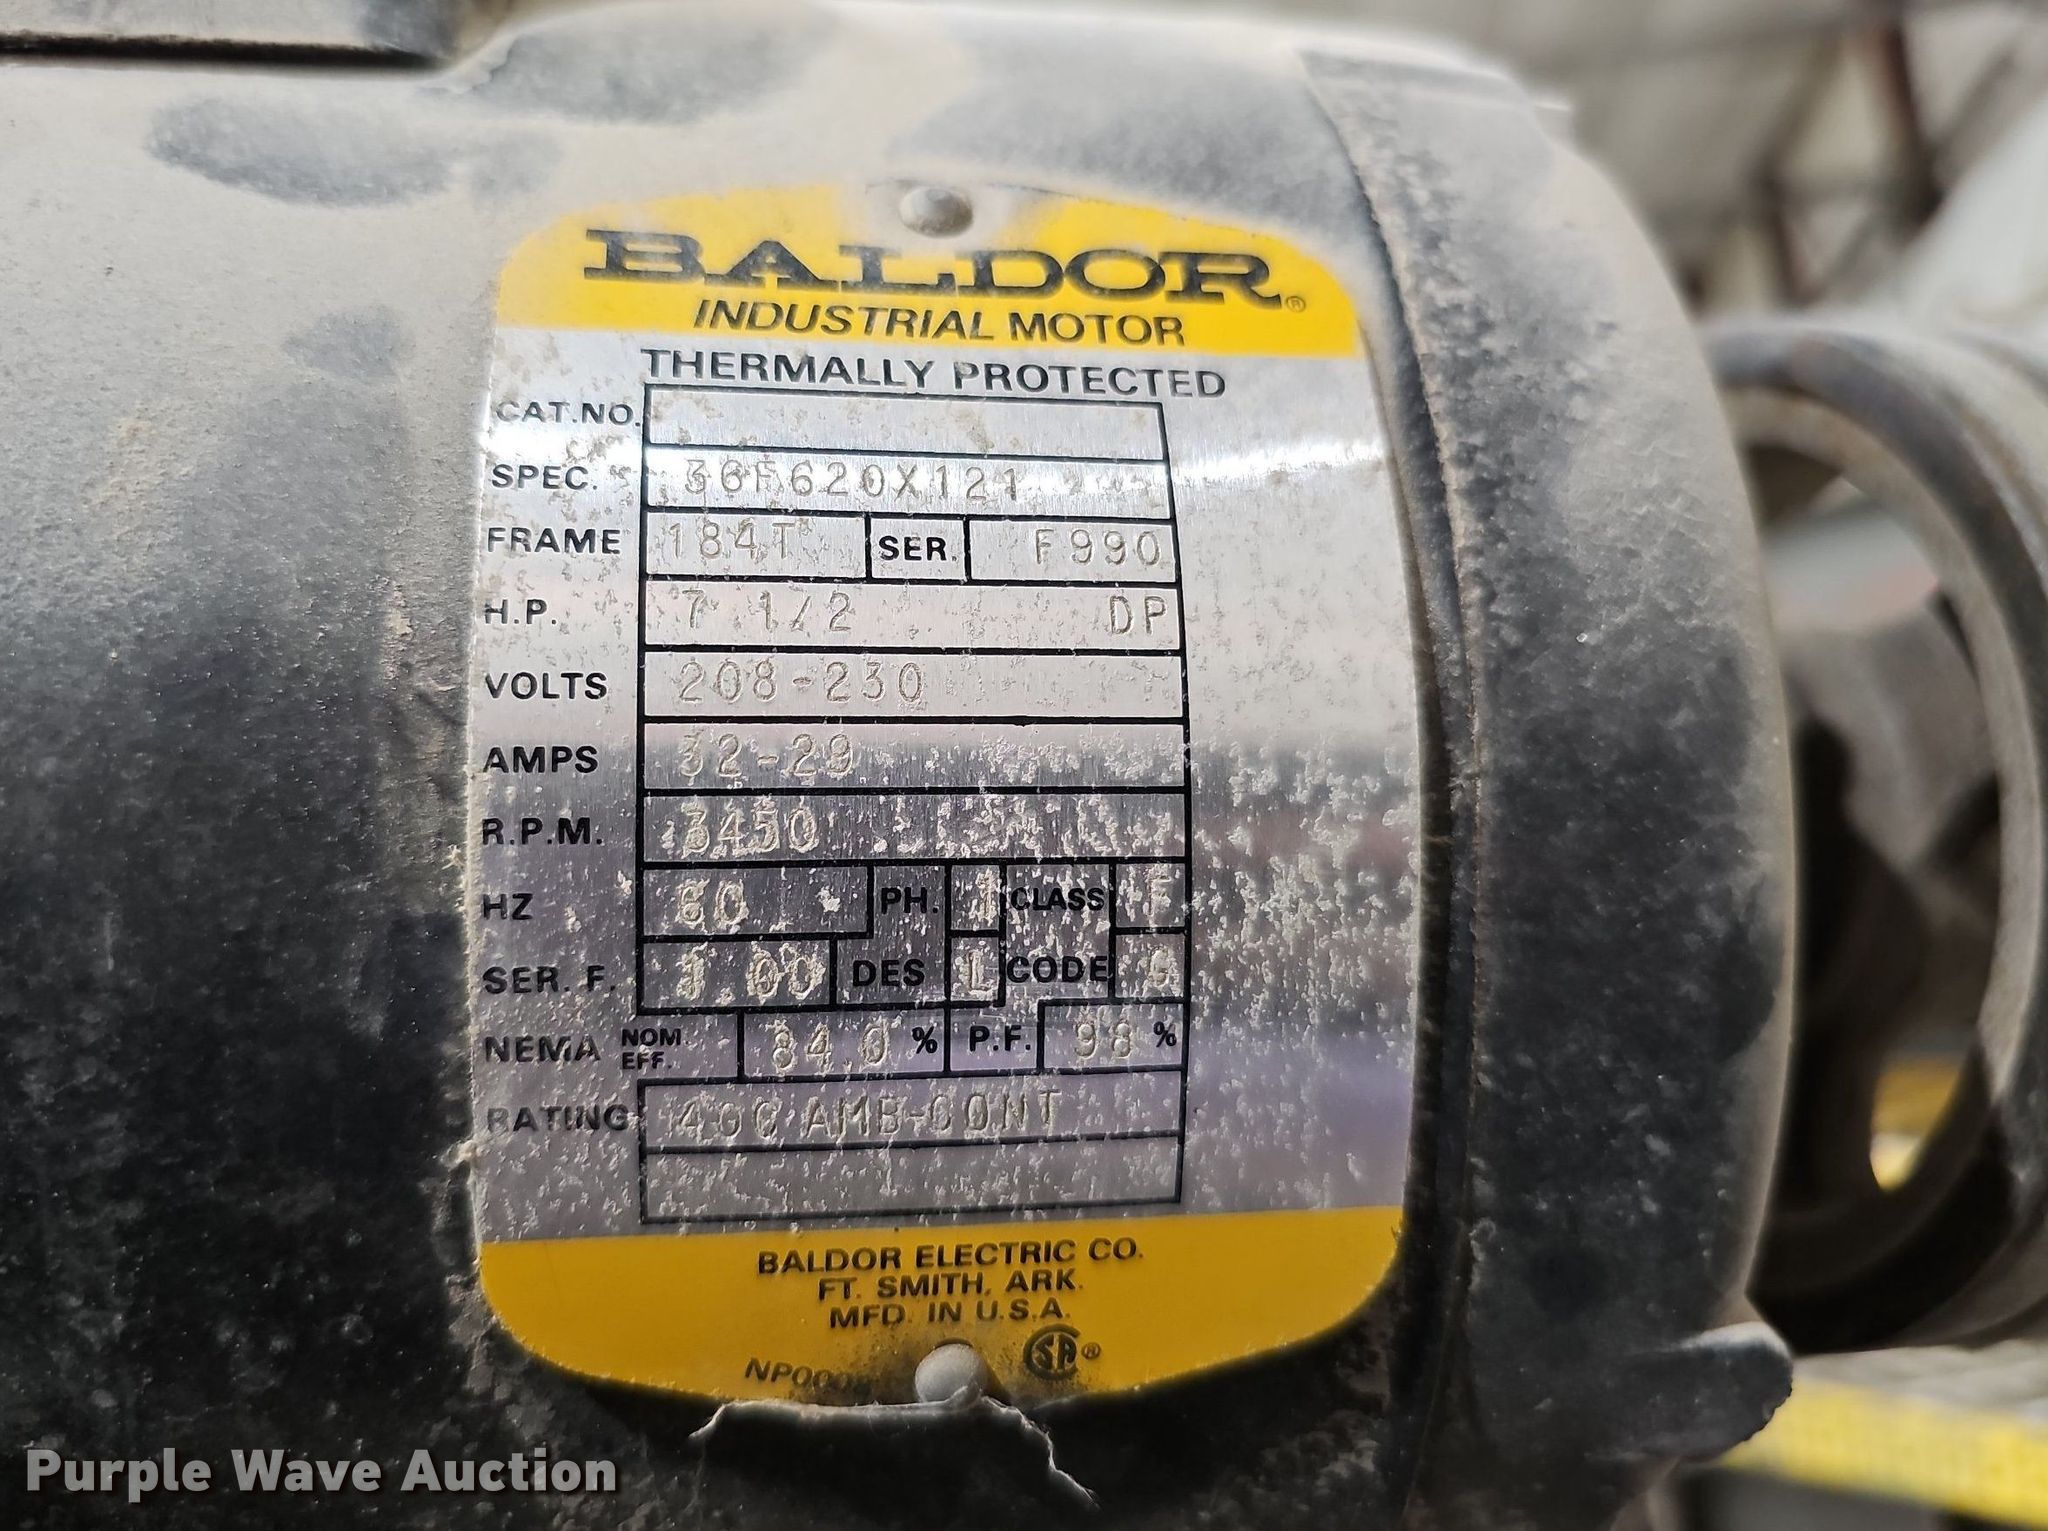 BALDOR®
INDUSTRIAL MOTOR
THERMALLY PROTECTED
CAT.NO.
SPEC. 36F620X121
FRAME 184T SER. F990
H.P. 7 1/2 DP
VOLTS 208-230
AMPS 32-29
R.P.M. 3450
HZ 60 PH. 1 CLASS F
SER. F. 1.00 DES L CODE
NEMA NOM. EFF. 84.0 % P.F. 98 %
RATING 40C AMB-CONT
BALDOR ELECTRIC CO.
FT. SMITH, ARK.
MFD. IN U.S.A.
SA®
Purple Wave Auction